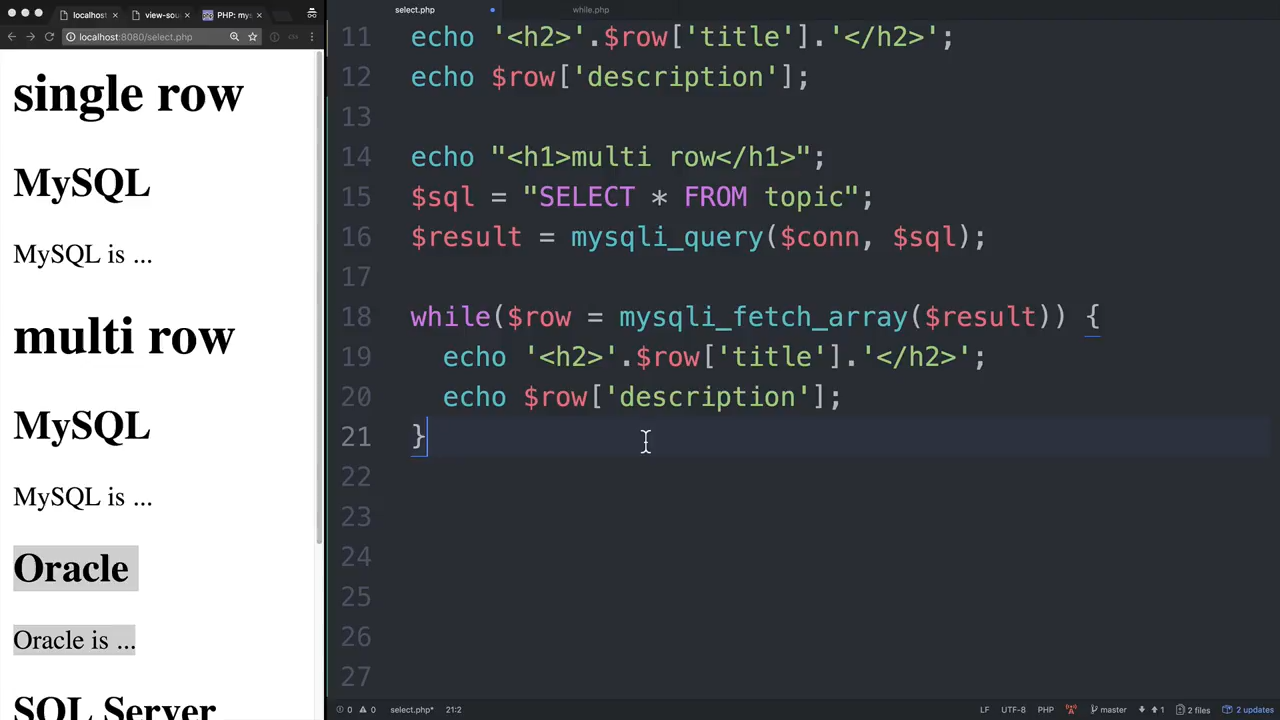 localhost:
view-sou
PHP: mys
localhost:8080/select.php
single row
MySQL
MySQL is ...
multi row
MySQL
MySQL is ...
Oracle
Oracle is ...
SQL Server
select.php
while.php
11 echo '<h2>'.$row['title'].'</h2>';
12 echo $row['description'];
13
14 echo "<h1>multi row</h1>";
15 $sql = "SELECT * FROM topic";
16 $result = mysqli_query($conn, $sql);
17
18 while($row = mysqli_fetch_array($result)) {
19 echo '<h2>'.$row['title'].'</h2>';
20 echo $row['description'];
21 }
22
23
24
25
26
27
0 0 select.php* 21:2
LF UTF-8 PHP master 1 2 files 2 updates